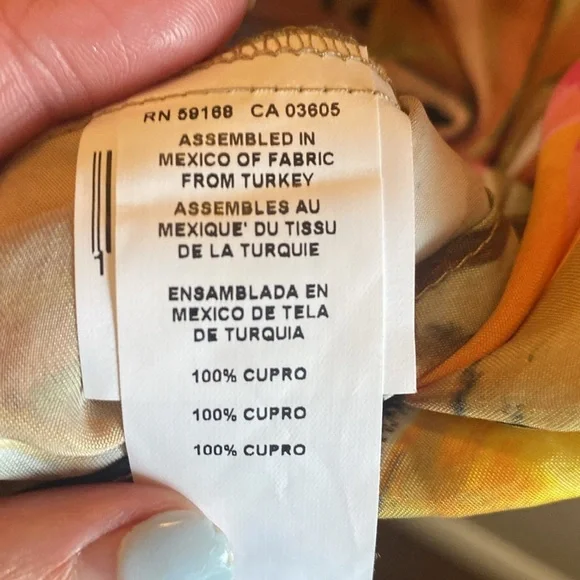 RN 59168 CA 03605
ASSEMBLED IN
MEXICO OF FABRIC
FROM TURKEY
ASSEMBLES AU
MEXIQUE' DU TISSU
DE LA TURQUIE
ENSAMBLADA EN
MEXICO DE TELA
DE TURQUIA
100% CUPRO
100% CUPRO
100% CUPRO